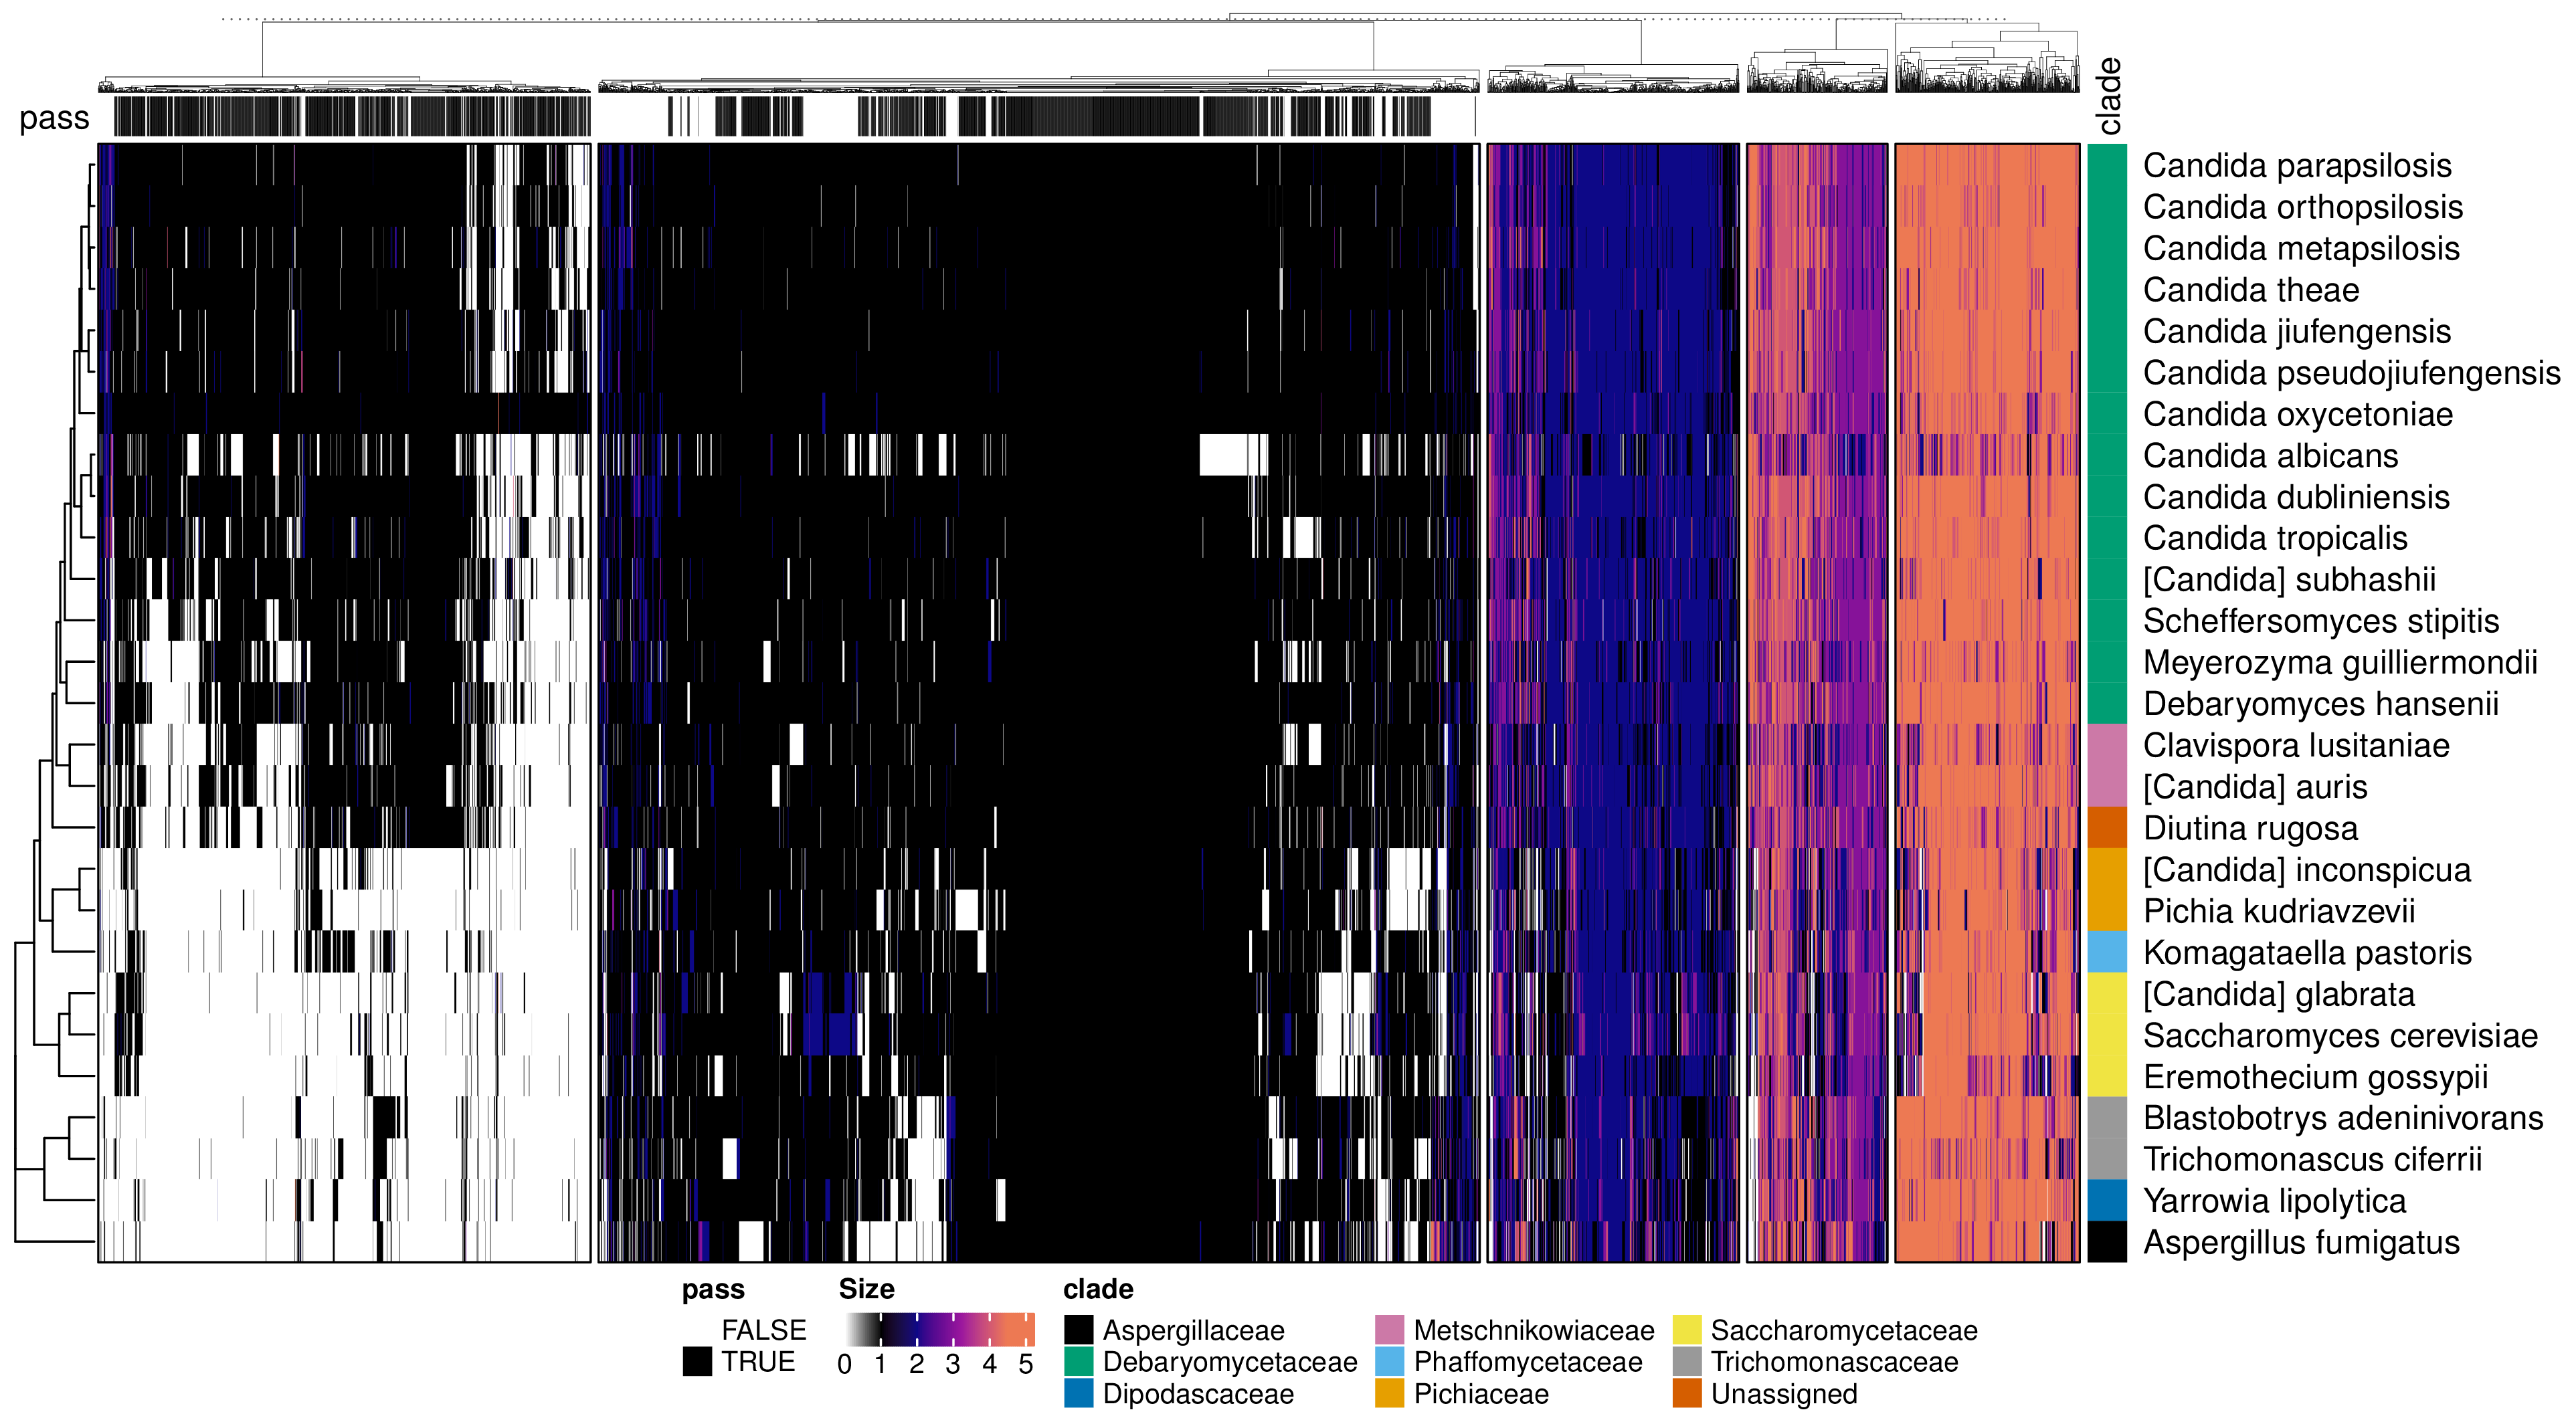 clade
pass
Candida parapsilosis
Candida orthopsilosis
Candida metapsilosis
Candida theae
Candida jiufengensis
Candida pseudojiufengensis
Candida oxycetoniae
Candida albicans
Candida dubliniensis
Candida tropicalis
[Candida] subhashii
Scheffersomyces stipitis
Meyerozyma guilliermondii
Debaryomyces hansenii
Clavispora lusitaniae
[Candida] auris
Diutina rugosa
[Candida] inconspicua
Pichia kudriavzevii
Komagataella pastoris
[Candida] glabrata
Saccharomyces cerevisiae
Eremothecium gossypii
Blastobotrys adeninivorans
Trichomonascus ciferrii
Yarrowia lipolytica
Aspergillus fumigatus
pass
FALSE
TRUE
Size
0 1 2 3 4 5
clade
Aspergillaceae
Debaryomycetaceae
Dipodascaceae
Metschnikowiaceae
Phaffomycetaceae
Pichiaceae
Saccharomycetaceae
Trichomonascaceae
Unassigned